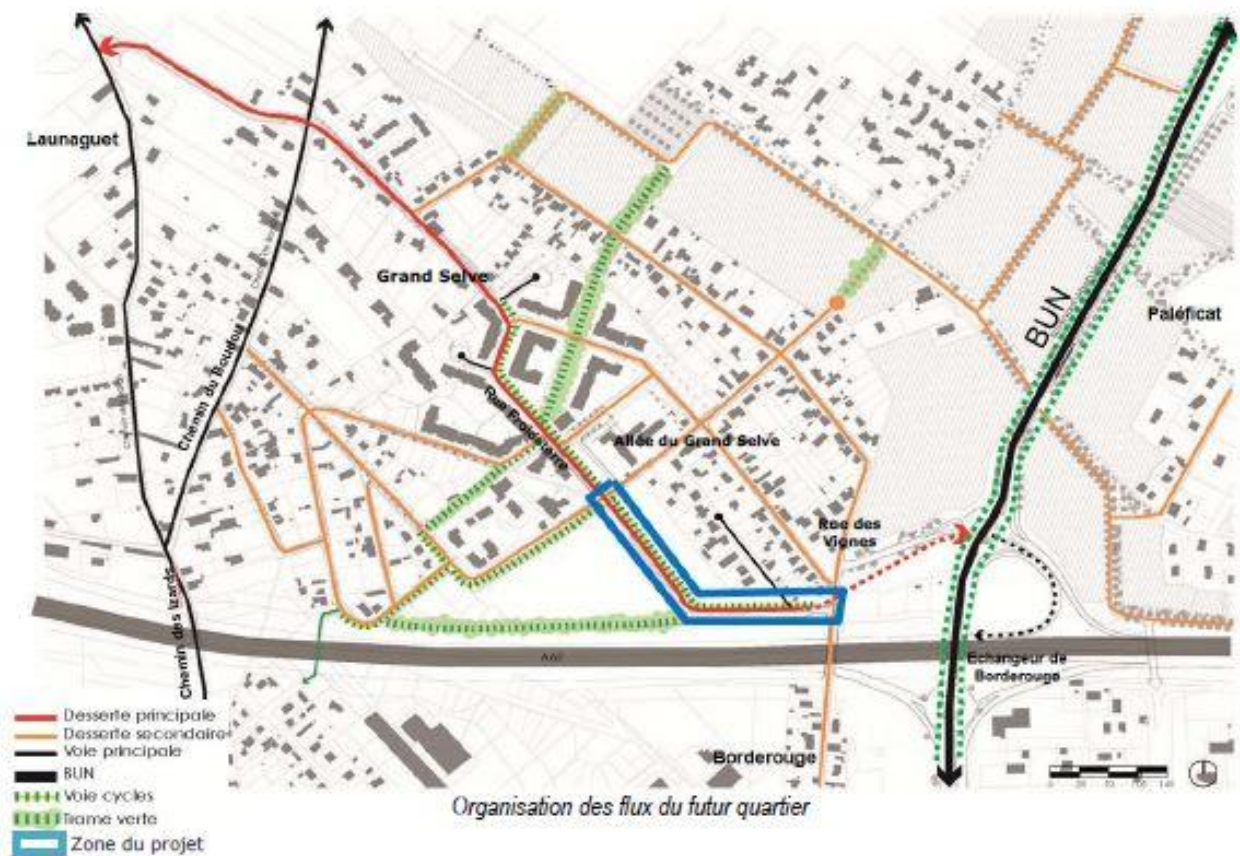 Launaguet
Grand Selve
BUN
Paléficat
Chemin du Boudou
Rue Froideterre
Allée du Grand Selve
Rue des
Vignes
Chemin des Izards
Echangeur de
Borderouge
Borderouge
Desserte principale
Desserte secondaire
Voie principale
BUN
Voie cycles
Trame verte
Zone du projet
Organisation des flux du futur quartier